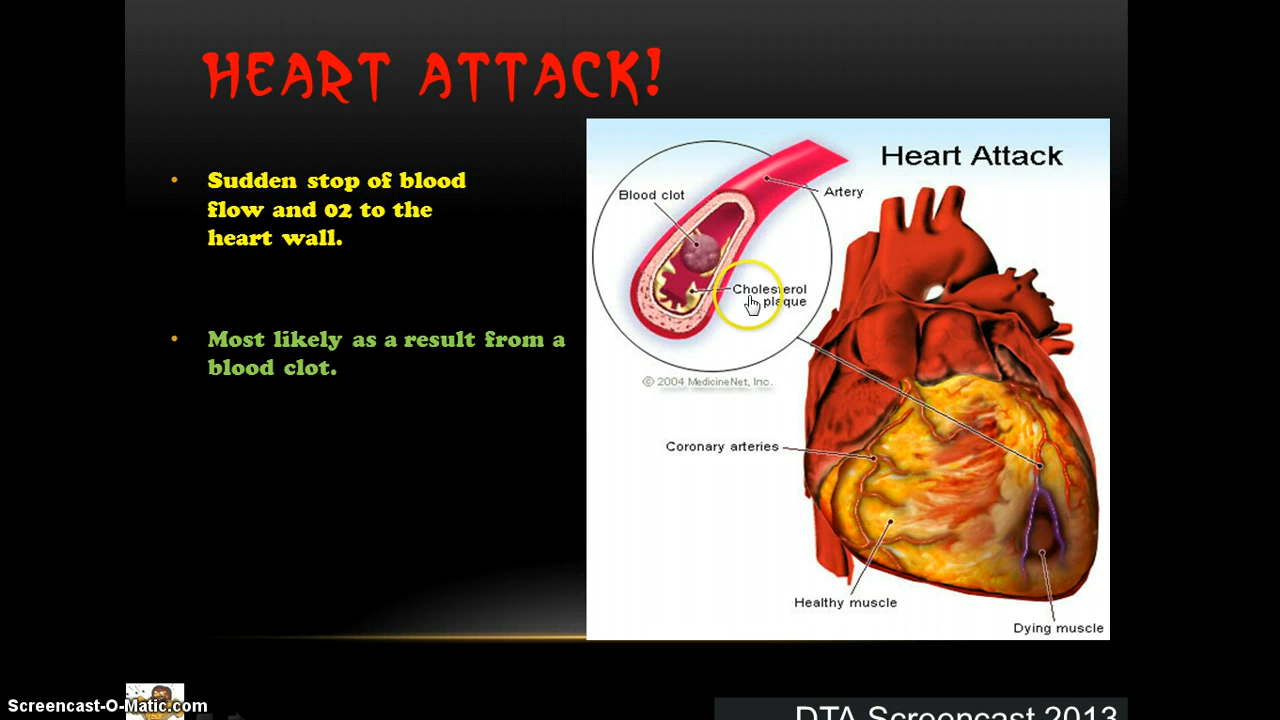 HEART ATTACK!
• Sudden stop of blood
flow and 02 to the
heart wall.
• Most likely as a result from a
blood clot.
Heart Attack
Blood clot
Artery
Cholesterol
plaque
© 2004 MedicineNet, Inc.
Coronary arteries
Healthy muscle
Dying muscle
Screencast-O-Matic.com
DTA Screencast 2013